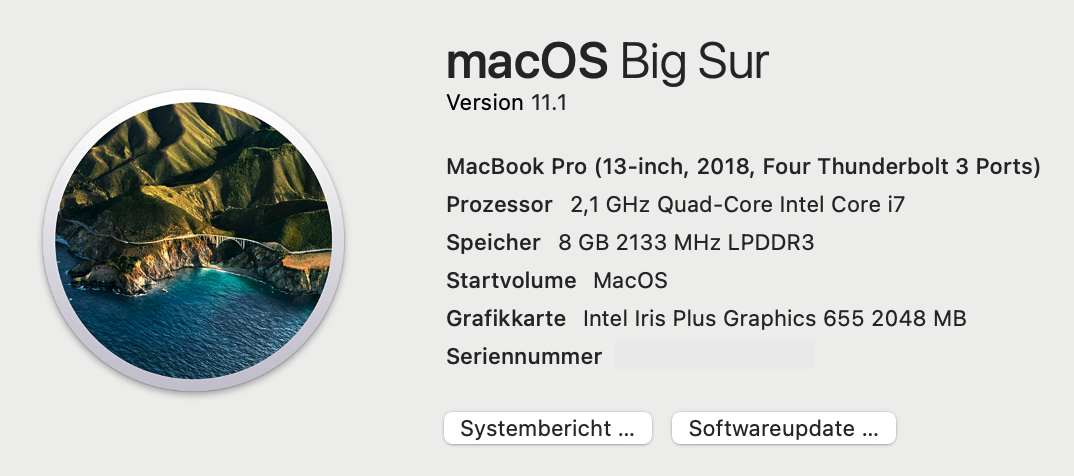 macOS Big Sur
Version 11.1
MacBook Pro (13-inch, 2018, Four Thunderbolt 3 Ports)
Prozessor 2,1 GHz Quad-Core Intel Core i7
Speicher 8 GB 2133 MHz LPDDR3
Startvolume MacOS
Grafikkarte Intel Iris Plus Graphics 655 2048 MB
Seriennummer
Systembericht ...
Softwareupdate ...